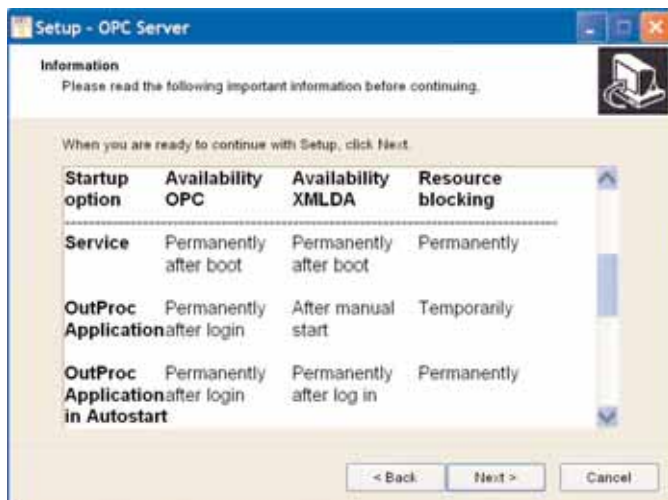 Setup - OPC Server
Information
Please read the following important information before continuing.
When you are ready to continue with Setup, click Next.
Startup Availability Availability Resource
option OPC XMLDA blocking
Service Permanently Permanently Permanently
after boot after boot
OutProc Permanently After manual Temporarily
Application after login start
OutProc Permanently Permanently Permanently
Application after login after log in
in Autostart
< Back Next > Cancel